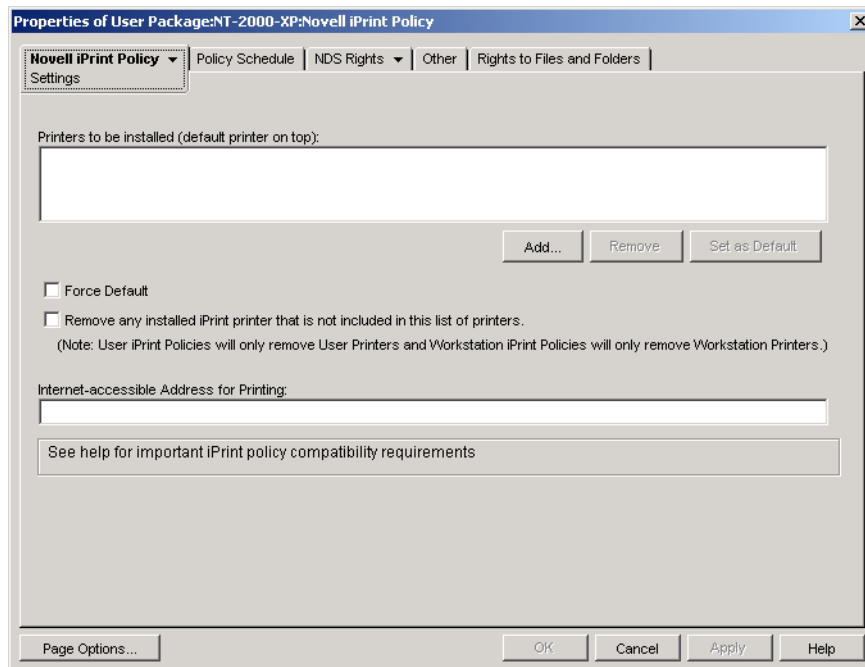 Properties of User Package:NT-2000-XP:Novell iPrint Policy
Novell iPrint Policy Policy Schedule NDS Rights Other Rights to Files and Folders
Settings
Printers to be installed (default printer on top):
Add... Remove Set as Default
Force Default
Remove any installed iPrint printer that is not included in this list of printers.
(Note: User iPrint Policies will only remove User Printers and Workstation iPrint Policies will only remove Workstation Printers.)
Internet-accessible Address for Printing:
See help for important iPrint policy compatibility requirements
Page Options... OK Cancel Apply Help